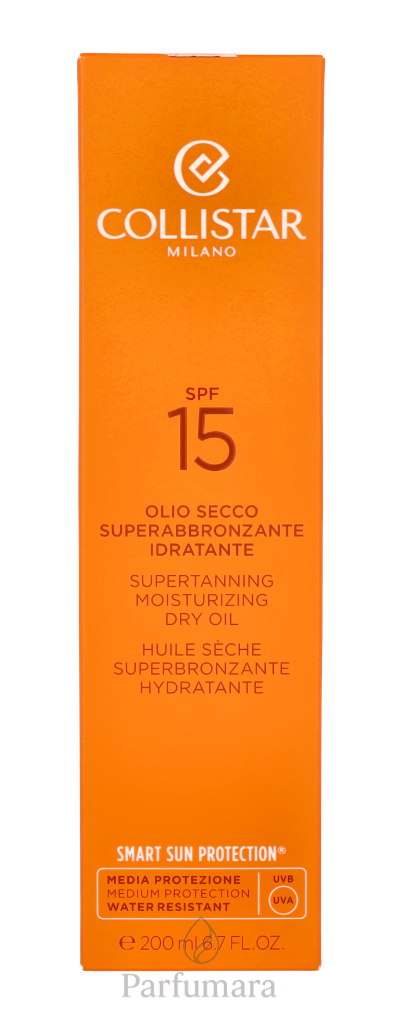 COLLISTAR
MILANO
SPF
15
OLIO SECCO
SUPERABBRONZANTE
IDRATANTE
SUPERTANNING
MOISTURIZING
DRY OIL
HUILE SÈCHE
SUPERBRONZANTE
HYDRATANTE
SMART SUN PROTECTION®
MEDIA PROTEZIONE
MEDIUM PROTECTION
WATER RESISTANT
UVB
UVA
℮ 200 ml 6.7 FL.OZ.
Parfumara